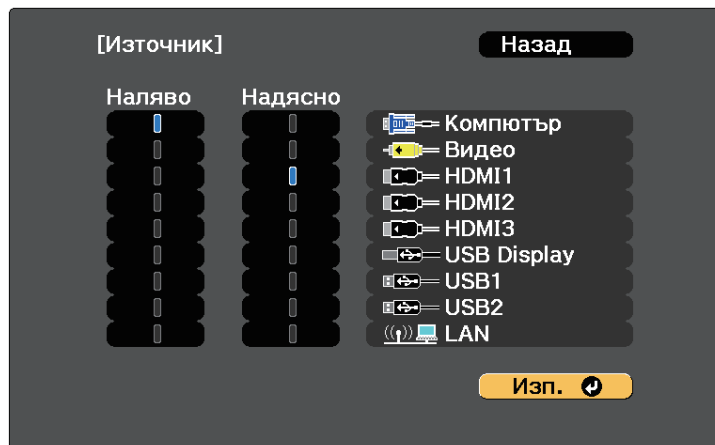 [Източник] Назад
Наляво Надясно
Компютър
Видео
HDMI1
HDMI2
HDMI3
USB Display
USB1
USB2
LAN
Изп.